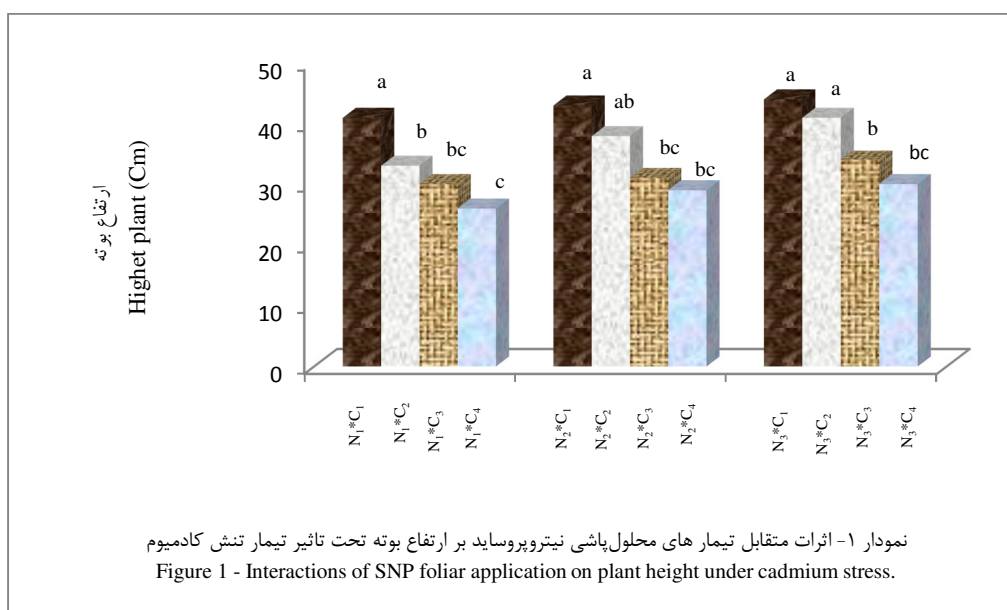 50
40
30
20
10
0
ارتفاع بوته
Highet plant (Cm)
a
b
bc
c
a
ab
bc
bc
a
a
b
bc
N₁*C₁
N₁*C₂
N₁*C₃
N₁*C₄
N₂*C₁
N₂*C₂
N₂*C₃
N₂*C₄
N₃*C₁
N₃*C₂
N₃*C₃
N₃*C₄
نمودار ۱- اثرات متقابل تیمار های محلول‌پاشی نیتروپروساید بر ارتفاع بوته تحت تاثیر تیمار تنش کادمیوم
Figure 1 - Interactions of SNP foliar application on plant height under cadmium stress.